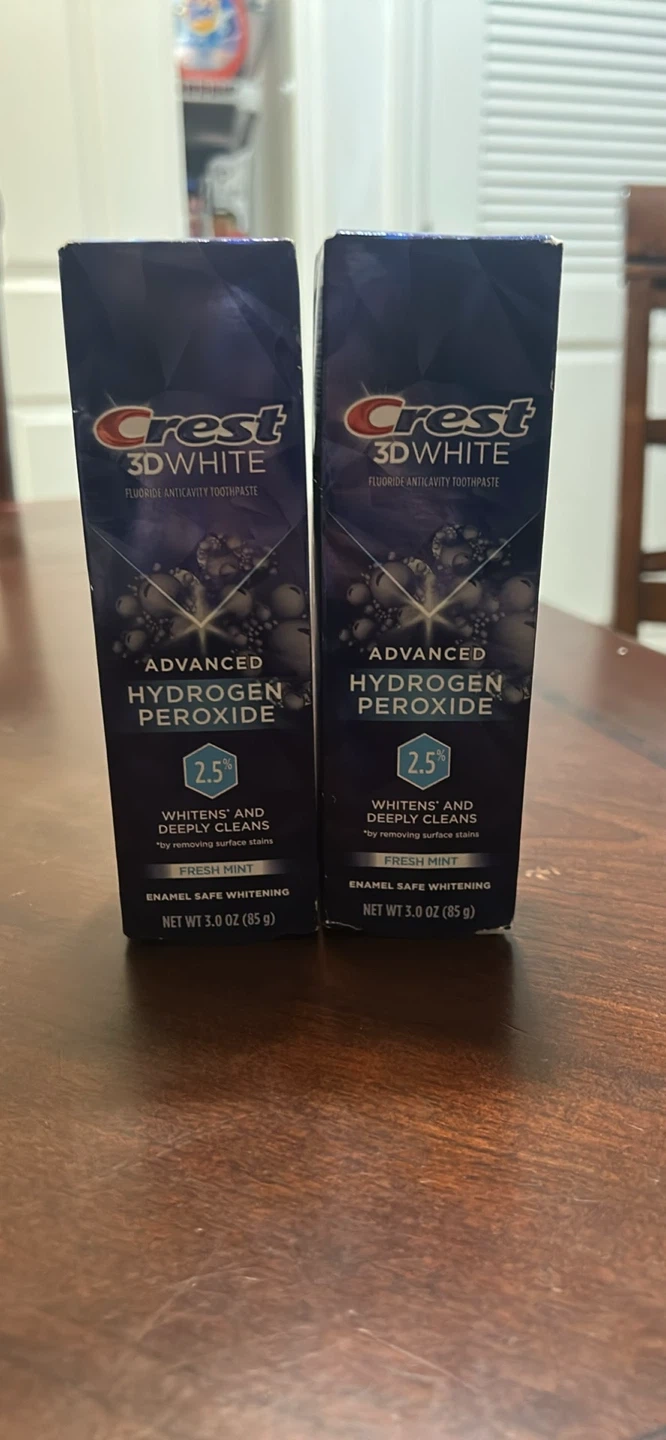 Crest
3DWHITE
FLUORIDE ANTICAVITY TOOTHPASTE
ADVANCED
HYDROGEN
PEROXIDE
2.5%
WHITENS* AND
DEEPLY CLEANS
*by removing surface stains
FRESH MINT
ENAMEL SAFE WHITENING
NET WT 3.0 OZ (85 g)
Crest
3DWHITE
FLUORIDE ANTICAVITY TOOTHPASTE
ADVANCED
HYDROGEN
PEROXIDE
2.5%
WHITENS* AND
DEEPLY CLEANS
*by removing surface stains
FRESH MINT
ENAMEL SAFE WHITENING
NET WT 3.0 OZ (85 g)